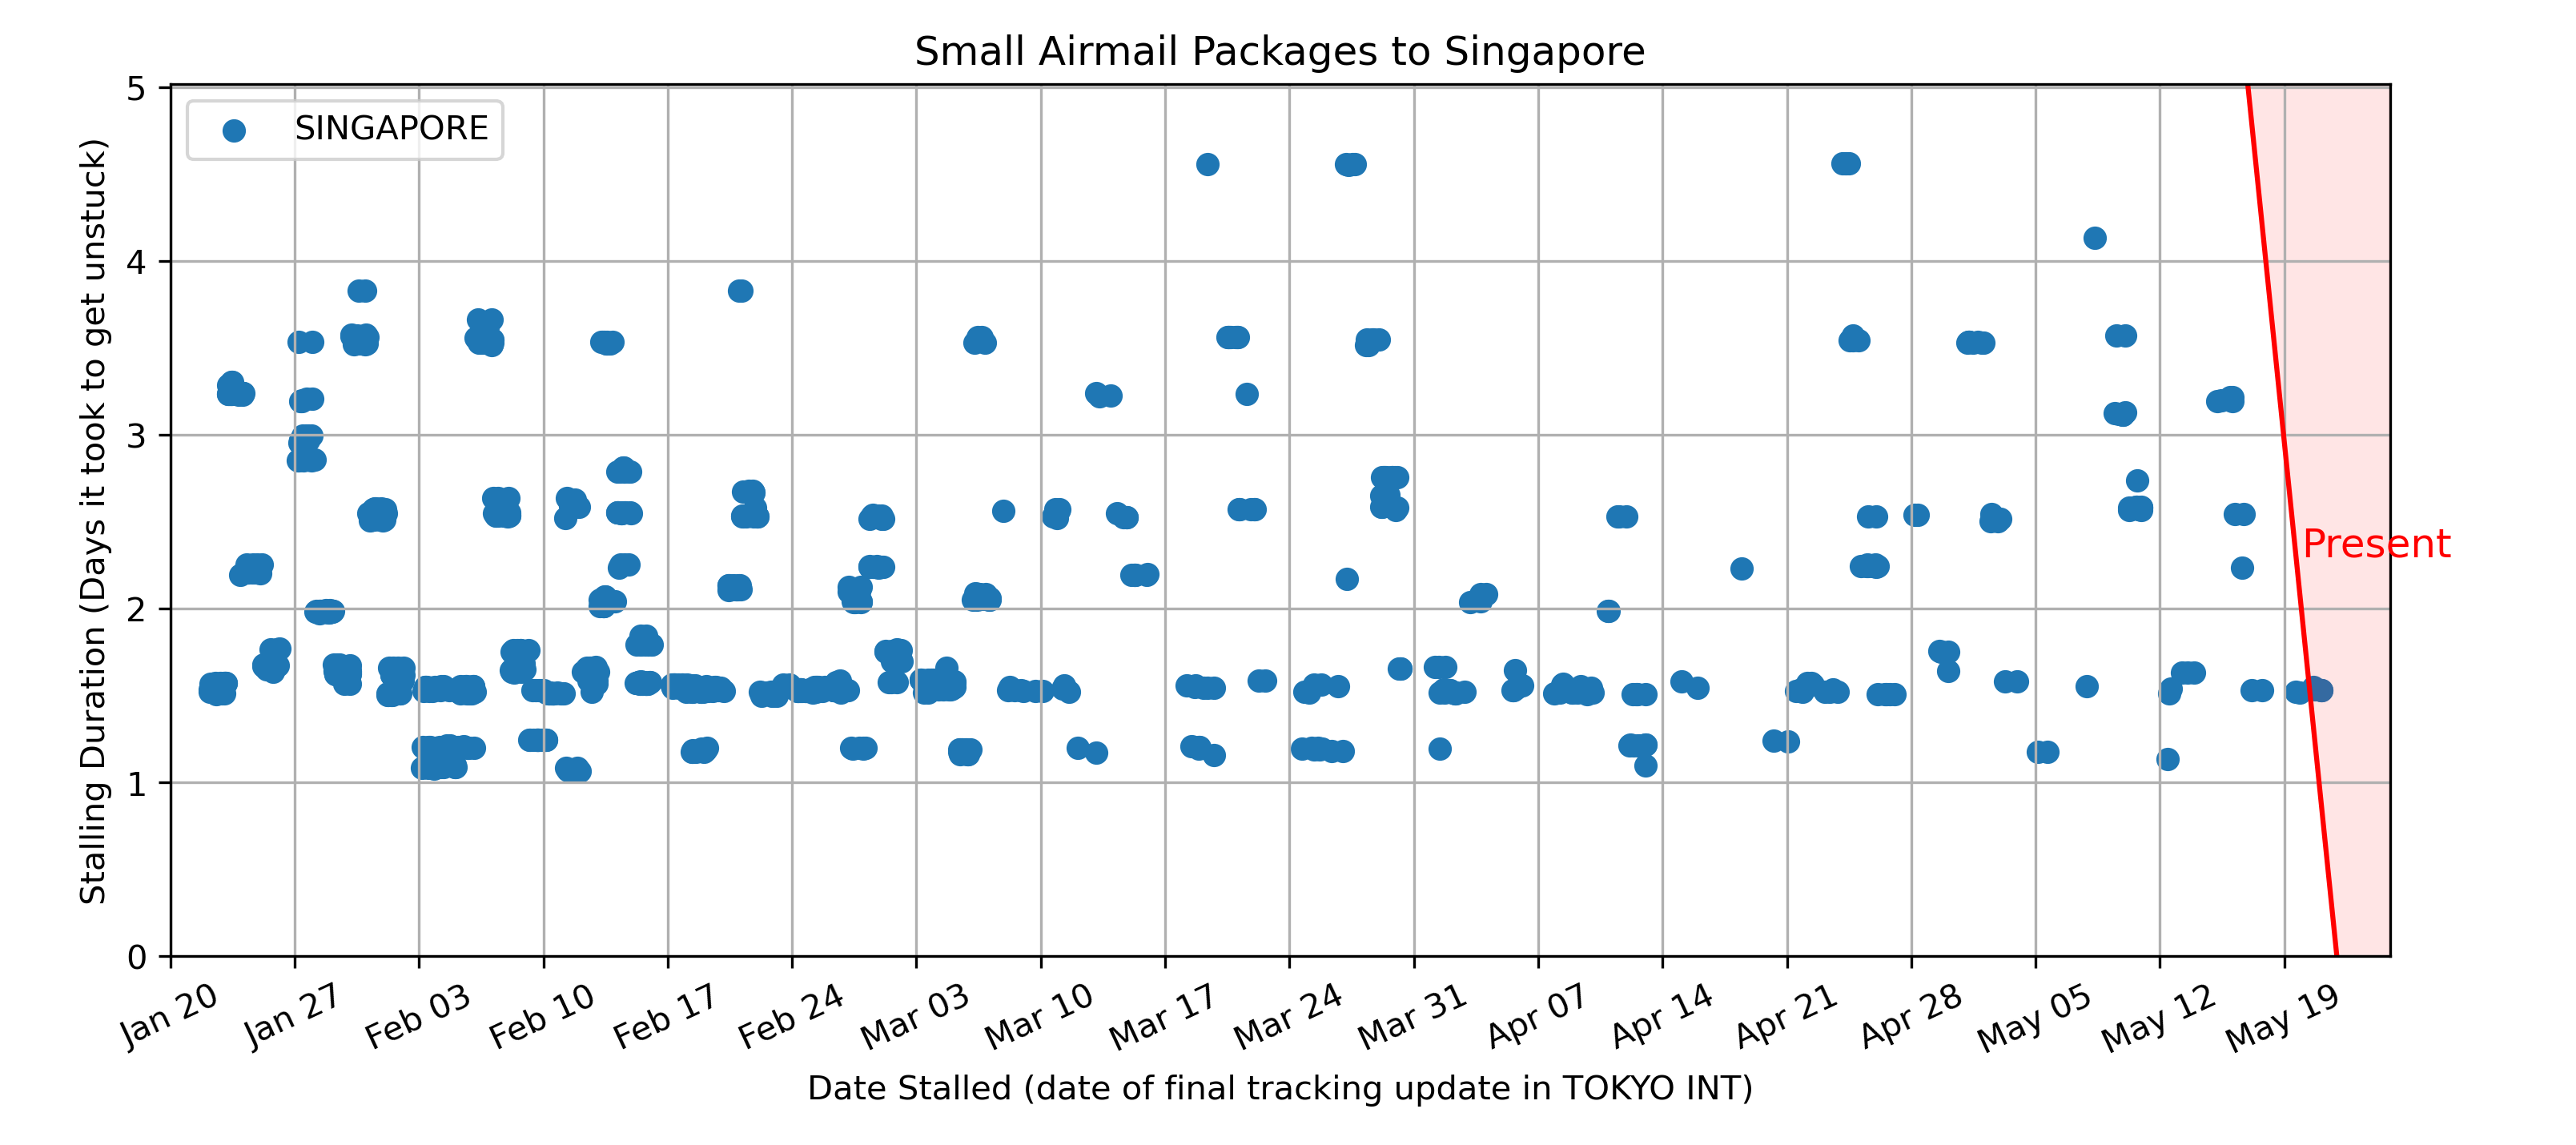 Small Airmail Packages to Singapore
SINGAPORE
Stalling Duration (Days it took to get unstuck)
5
4
3
2
1
0
Present
Jan 20
Jan 27
Feb 03
Feb 10
Feb 17
Feb 24
Mar 03
Mar 10
Mar 17
Mar 24
Mar 31
Apr 07
Apr 14
Apr 21
Apr 28
May 05
May 12
May 19
Date Stalled (date of final tracking update in TOKYO INT)